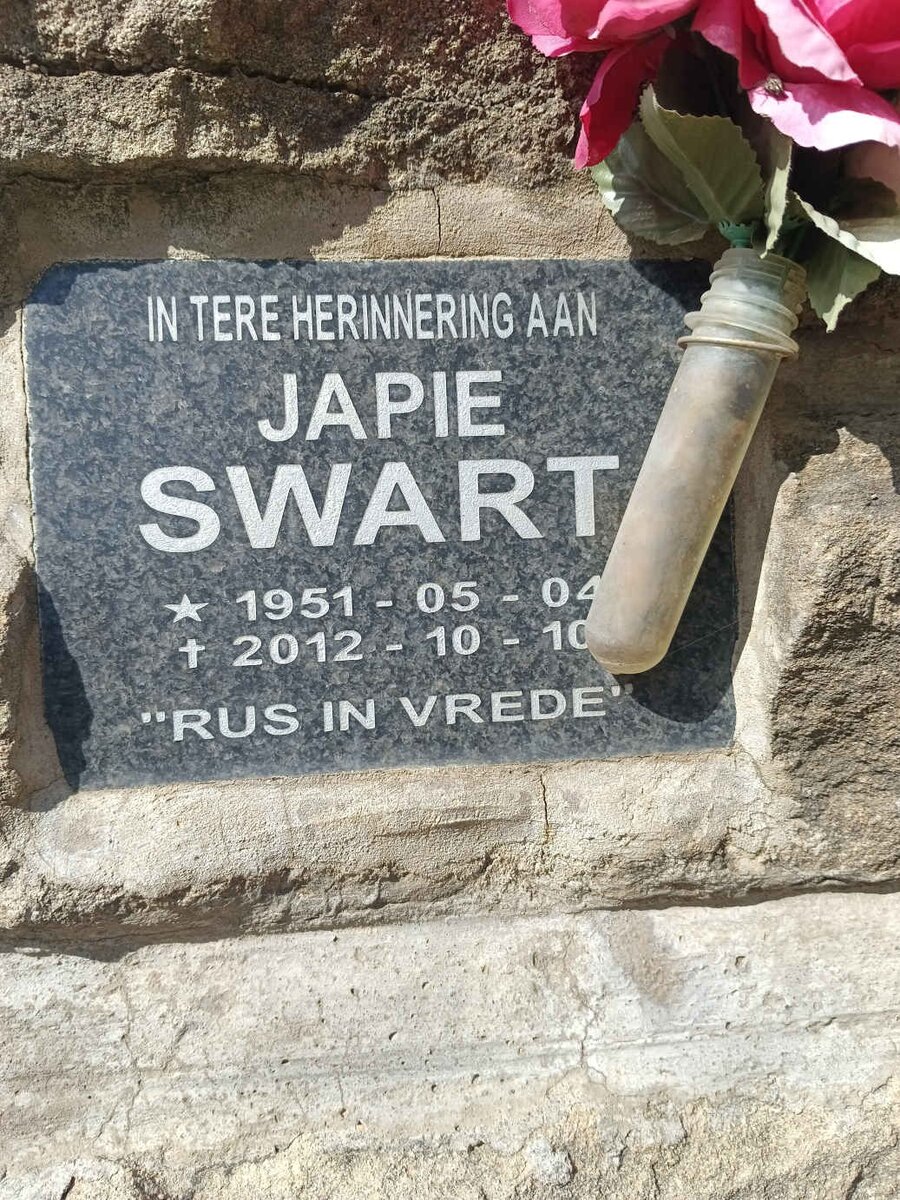 IN TERE HERINNERING AAN
JAPIE
SWART
★ 1951 - 05 - 04
✝ 2012 - 10 - 10
"RUS IN VREDE"